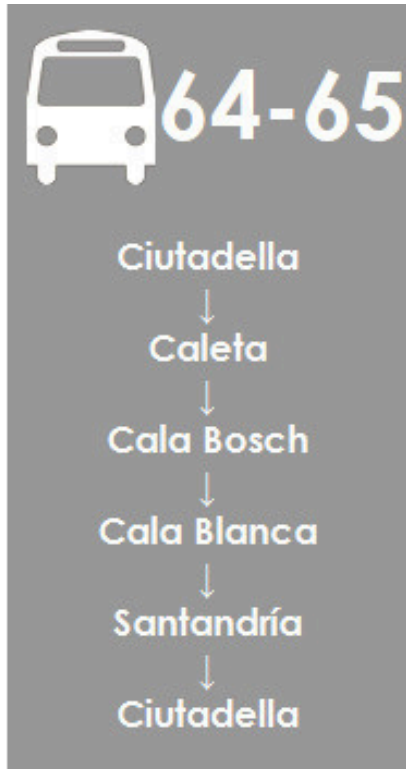 64-65
Ciutadella
↓
Caleta
↓
Cala Bosch
↓
Cala Blanca
↓
Santandría
↓
Ciutadella